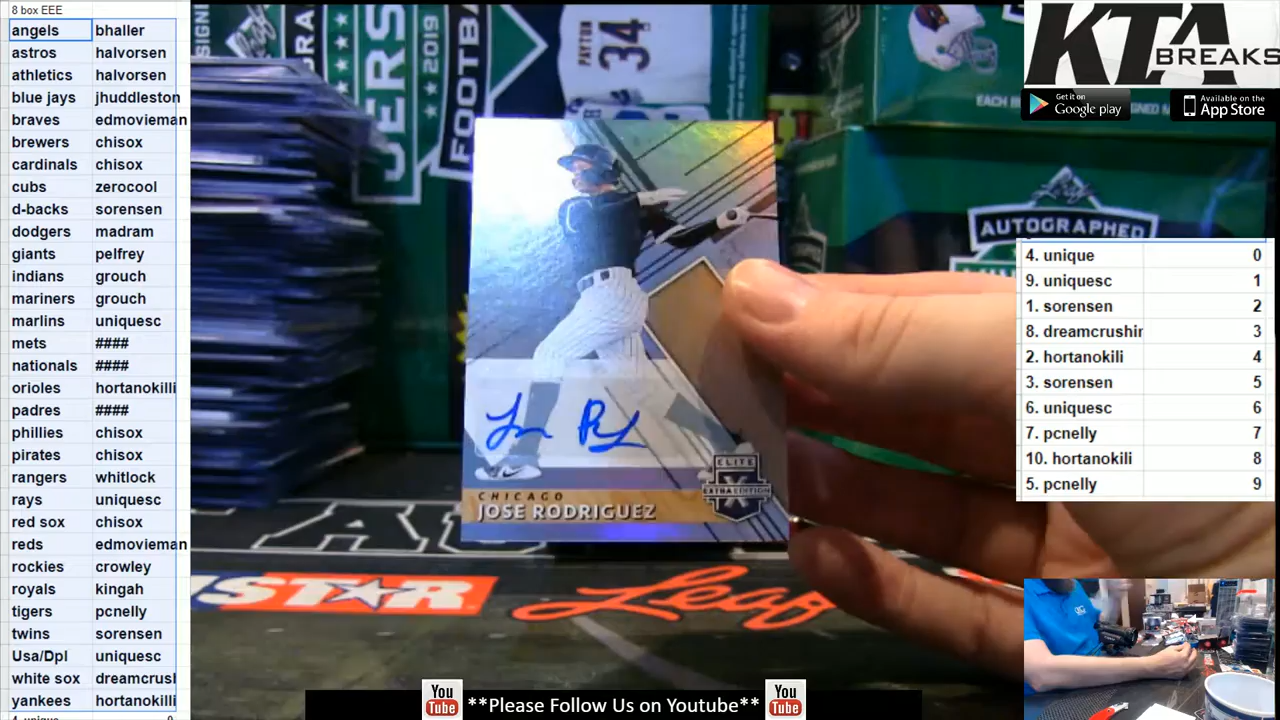 8 box EEE
angels bhaller
astros halvorsen
athletics halvorsen
blue jays jhuddleston
braves edmovieman
brewers chisox
cardinals chisox
cubs zerocool
d-backs sorensen
dodgers madram
giants pelfrey
indians grouch
mariners grouch
marlins uniquesc
mets ####
nationals ####
orioles hortanokilli
padres ####
phillies chisox
pirates chisox
rangers whitlock
rays uniquesc
red sox chisox
reds edmovieman
rockies crowley
royals kingah
tigers pcnelly
twins sorensen
Usa/Dpl uniquesc
white sox dreamcrusl
yankees hortanokilli
JERS
2019
FOOTB
PAYTON
34
EACH
AUTOGRAPHED
CHICAGO
JOSE RODRIGUEZ
ELITE
X
EXTRA EDITION
STAR
Leaf
YouTube
**Please Follow Us on Youtube**
YouTube
KTA
BREAKS
Get it on
Google play
Available on the
App Store
4. unique 0
9. uniquesc 1
1. sorensen 2
8. dreamcrushir 3
2. hortanokili 4
3. sorensen 5
6. uniquesc 6
7. pcnelly 7
10. hortanokili 8
5. pcnelly 9